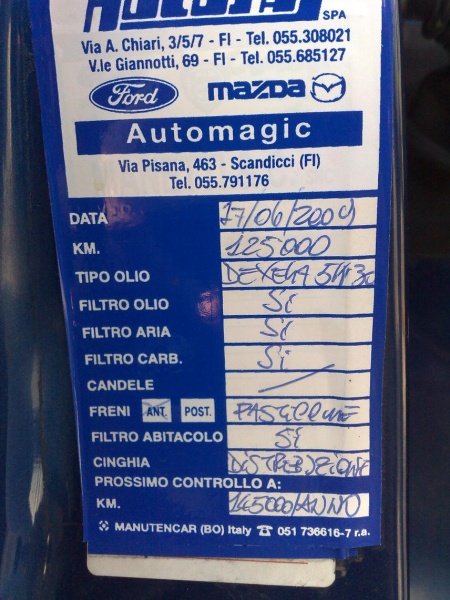 SPA
Via A. Chiari, 3/5/7 - FI - Tel. 055.308021
V.le Giannotti, 69 - FI - Tel. 055.685127
Ford mazda
Automagic
Via Pisana, 463 - Scandicci (FI)
Tel. 055.791176
DATA 17/06/2009
KM. 125000
TIPO OLIO DEXELIA 5W30
FILTRO OLIO Si
FILTRO ARIA Si
FILTRO CARB. Si
CANDELE /
FRENI ANT. POST. PASTICCHE
FILTRO ABITACOLO Si
CINGHIA DISTRIBUZIONE
PROSSIMO CONTROLLO A:
KM. 145000/ANNO
MANUTENCAR (BO) Italy ☎ 051 736616-7 r.a.